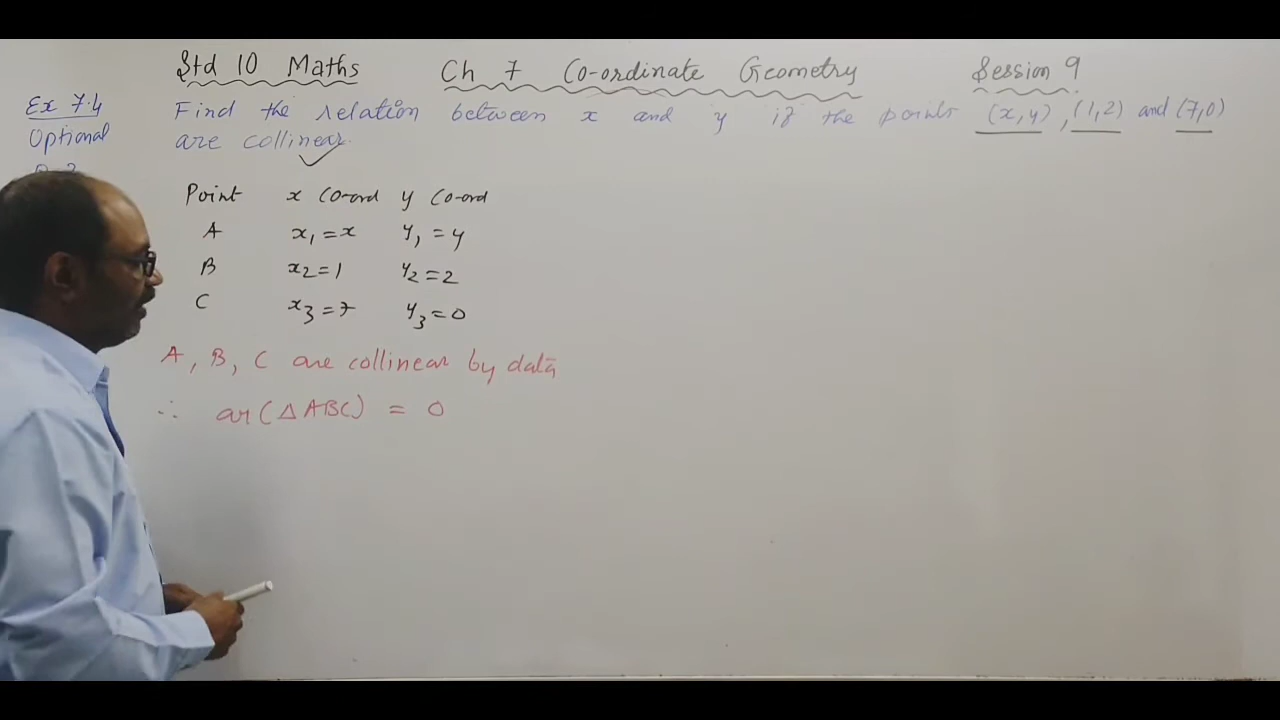 Std 10 Maths Ch 7 Co-ordinate Geometry Session 9
Ex 7.4
Optional
Find the relation between x and y if the points (x,y), (1,2) and (7,0)
are collinear.
Point x Co-ord y Co-ord
A x₁=x y₁=y
B x₂=1 y₂=2
C x₃=7 y₃=0
A, B, C are collinear by data
∴ ar(△ABC) = 0